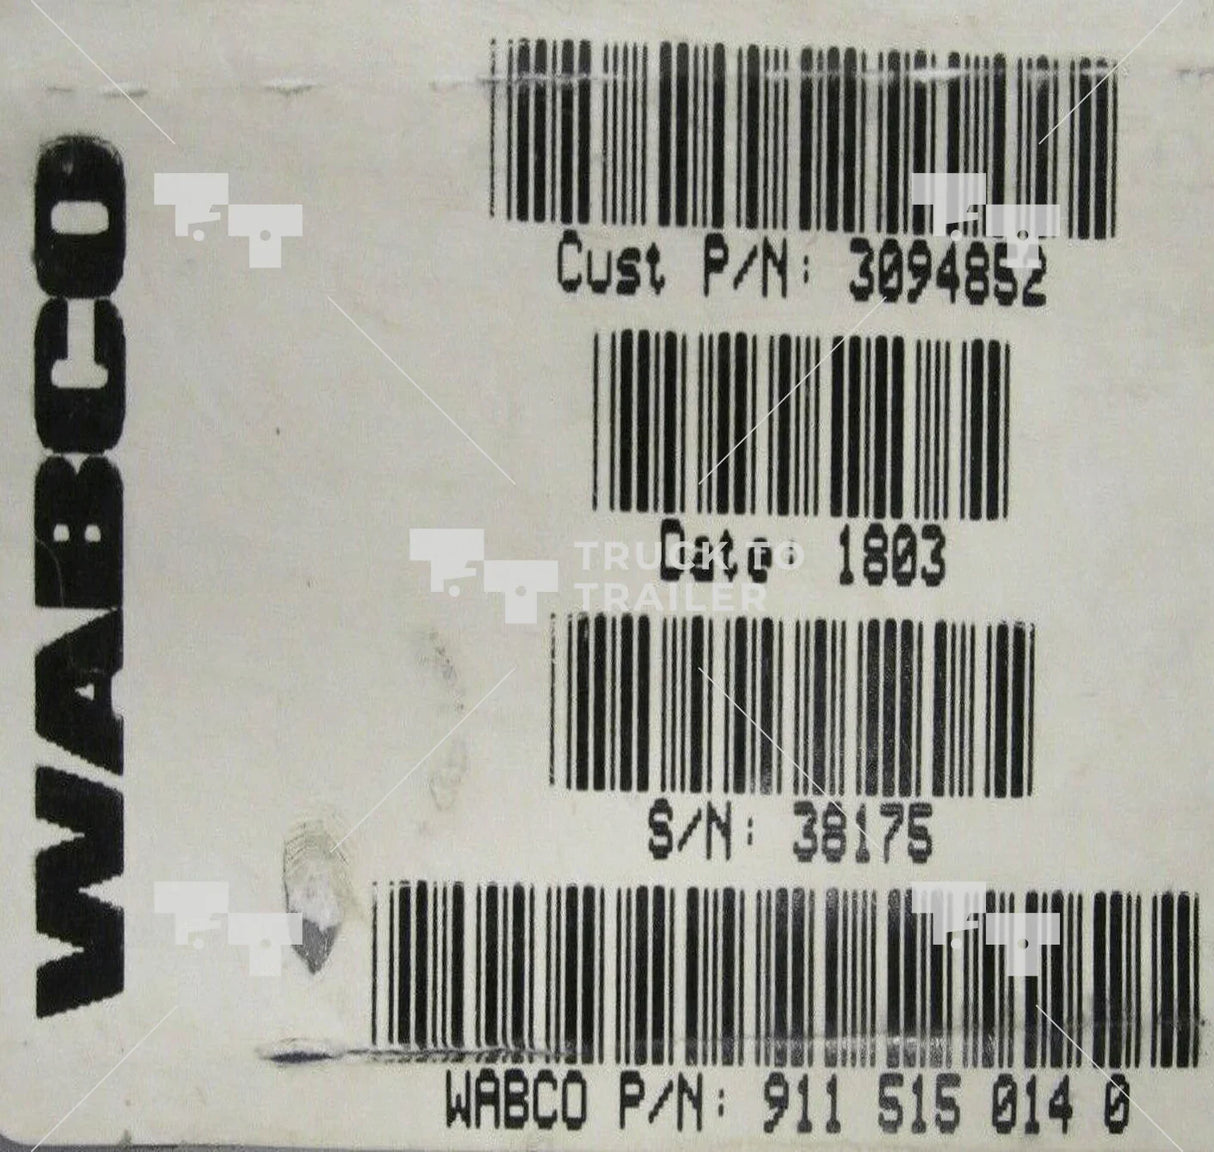 WABCO
Cust P/N: 3094852
Date: 1803
TRUCK TO
TRAILER
S/N: 38175
WABCO P/N: 911 515 014 0